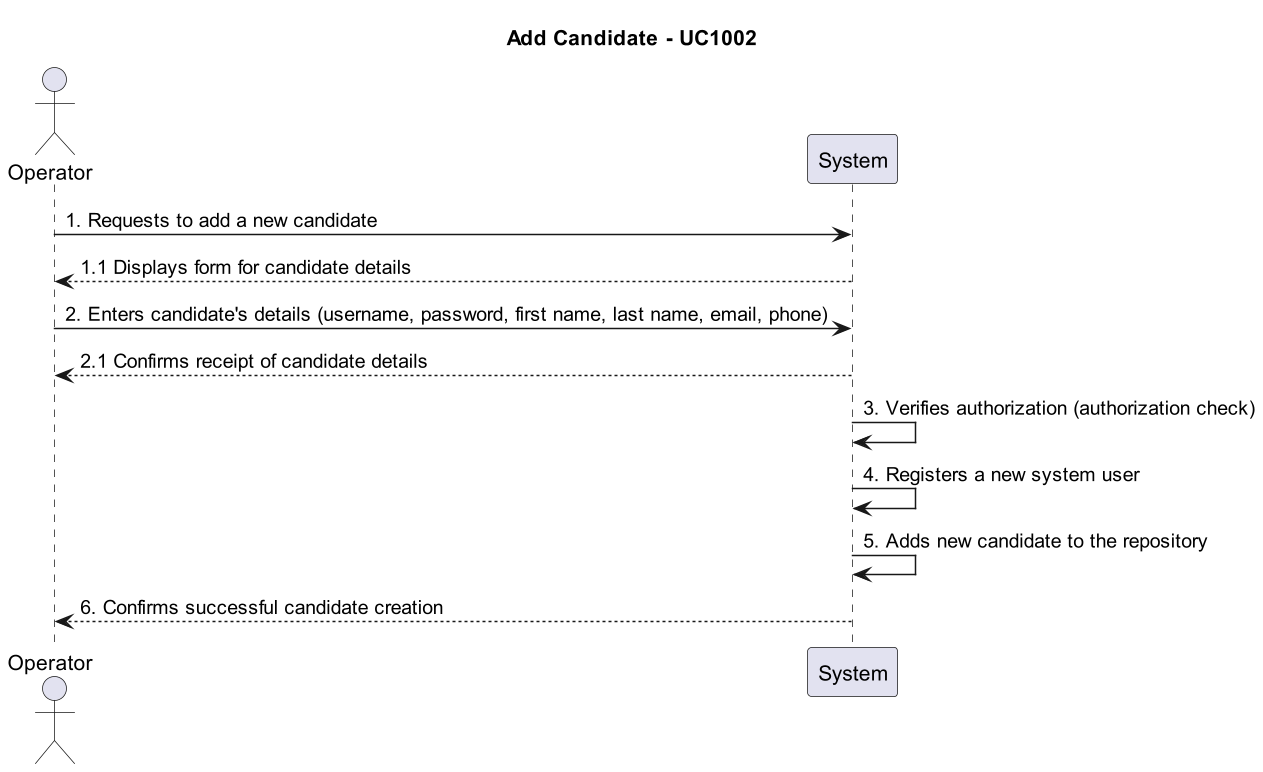 Add Candidate - UC1002
Operator
System
1. Requests to add a new candidate
1.1 Displays form for candidate details
2. Enters candidate's details (username, password, first name, last name, email, phone)
2.1 Confirms receipt of candidate details
3. Verifies authorization (authorization check)
4. Registers a new system user
5. Adds new candidate to the repository
6. Confirms successful candidate creation
Operator
System